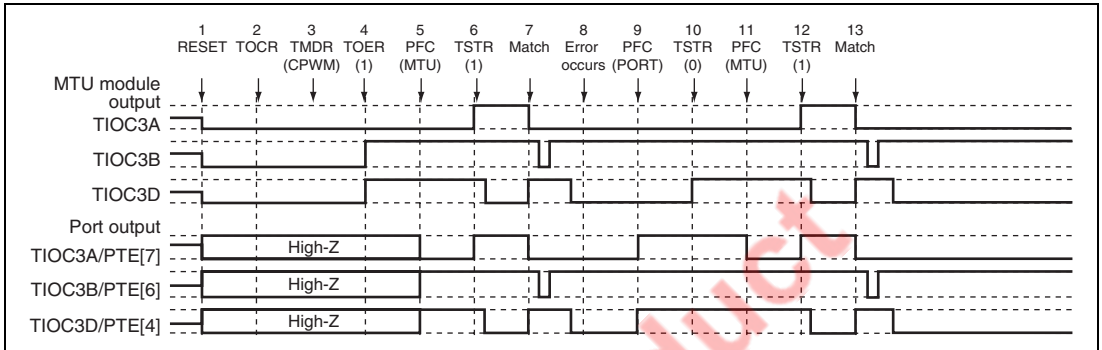 1 2 3 4 5 6 7 8 9 10 11 12 13
RESET TOCR TMDR TOER PFC TSTR Match Error PFC TSTR PFC TSTR Match
(CPWM) (1) (MTU) (1) occurs (PORT) (0) (MTU) (1)
MTU module
output
TIOC3A
TIOC3B
TIOC3D
Port output
TIOC3A/PTE[7] High-Z
TIOC3B/PTE[6] High-Z
TIOC3D/PTE[4] High-Z
duct